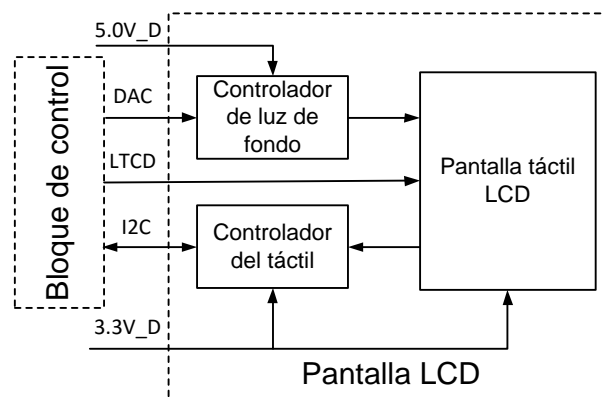 5.0V_D
DAC
Controlador
de luz de
fondo
LTCD
Bloque de control
Pantalla táctil
LCD
I2C
Controlador
del táctil
3.3V_D
Pantalla LCD